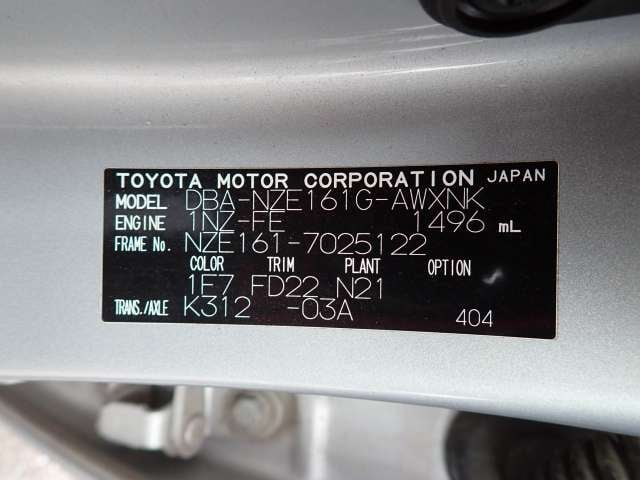 TOYOTA MOTOR CORPORATION JAPAN
MODEL DBA-NZE161G-AWXNK
ENGINE 1NZ-FE 1496 mL
FRAME No. NZE161-7025122
COLOR TRIM PLANT OPTION
1E7 FD22 N21
TRANS./AXLE K312 -03A 404